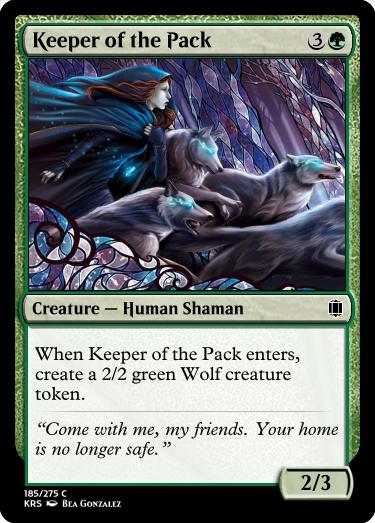 Keeper of the Pack 3
Creature — Human Shaman
When Keeper of the Pack enters,
create a 2/2 green Wolf creature
token.
“Come with me, my friends. Your home
is no longer safe.”
2/3
185/275 C
KRS Bea Gonzalez